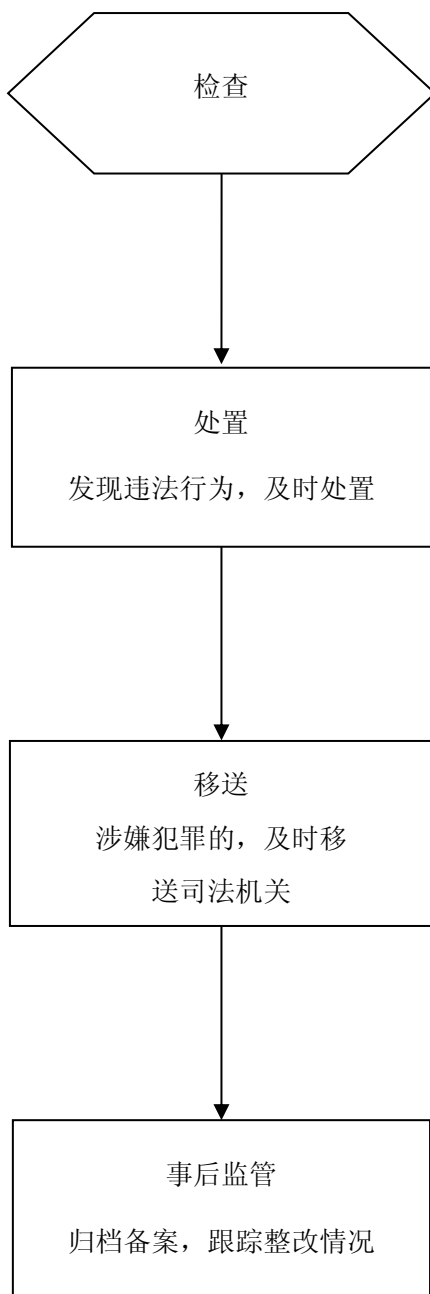 检查
处置
发现违法行为，及时处置
移送
涉嫌犯罪的，及时移
送司法机关
事后监管
归档备案，跟踪整改情况